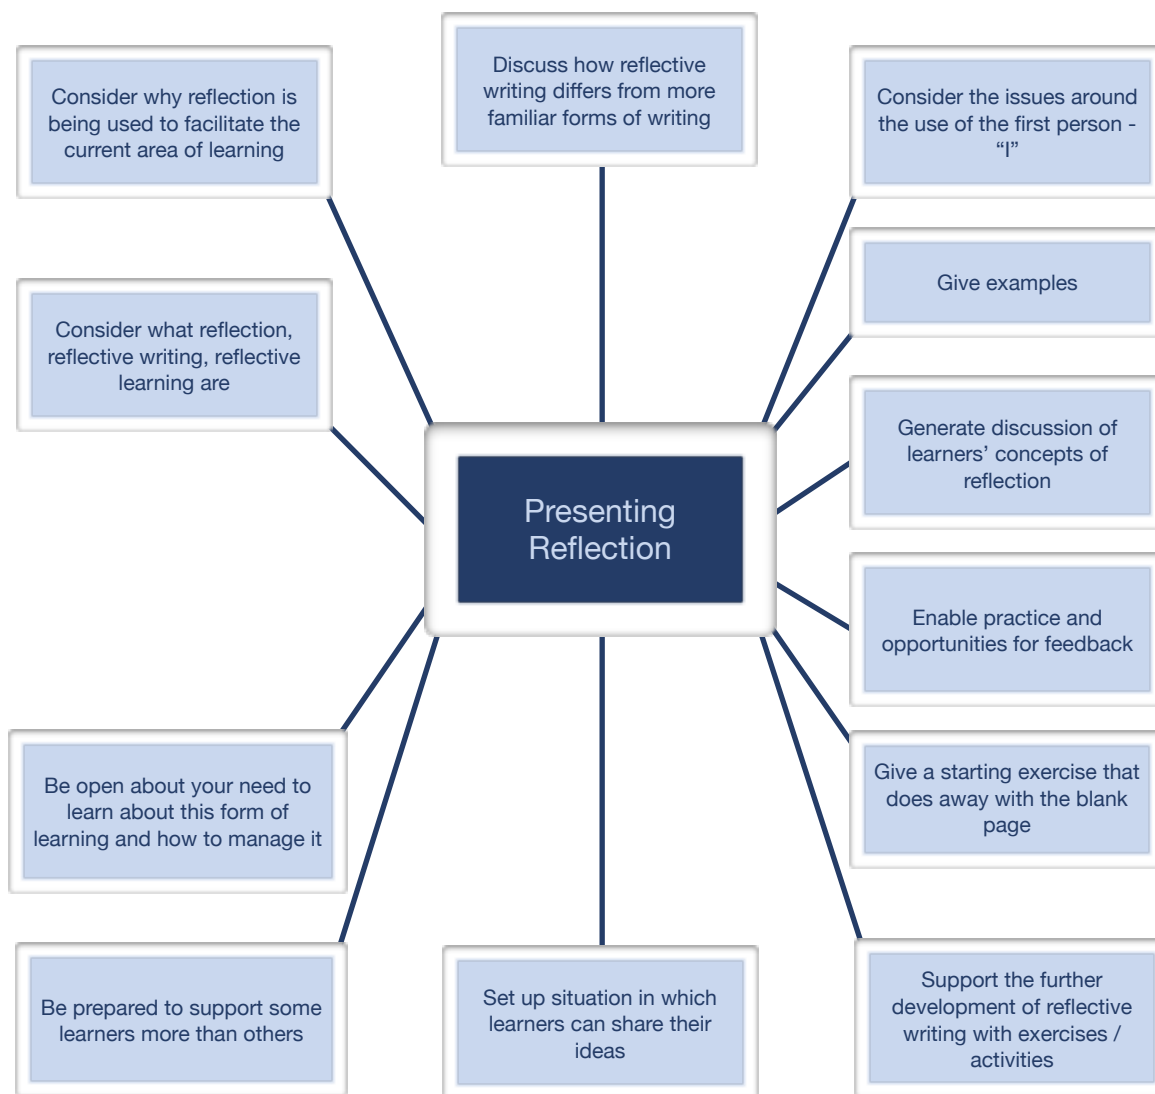 Consider why reflection is
being used to facilitate the
current area of learning
Discuss how reflective
writing differs from more
familiar forms of writing
Consider the issues around
the use of the first person -
“I”
Give examples
Consider what reflection,
reflective writing, reflective
learning are
Generate discussion of
learners’ concepts of
reflection
Presenting
Reflection
Enable practice and
opportunities for feedback
Be open about your need to
learn about this form of
learning and how to manage it
Give a starting exercise that
does away with the blank
page
Be prepared to support some
learners more than others
Set up situation in which
learners can share their
ideas
Support the further
development of reflective
writing with exercises /
activities